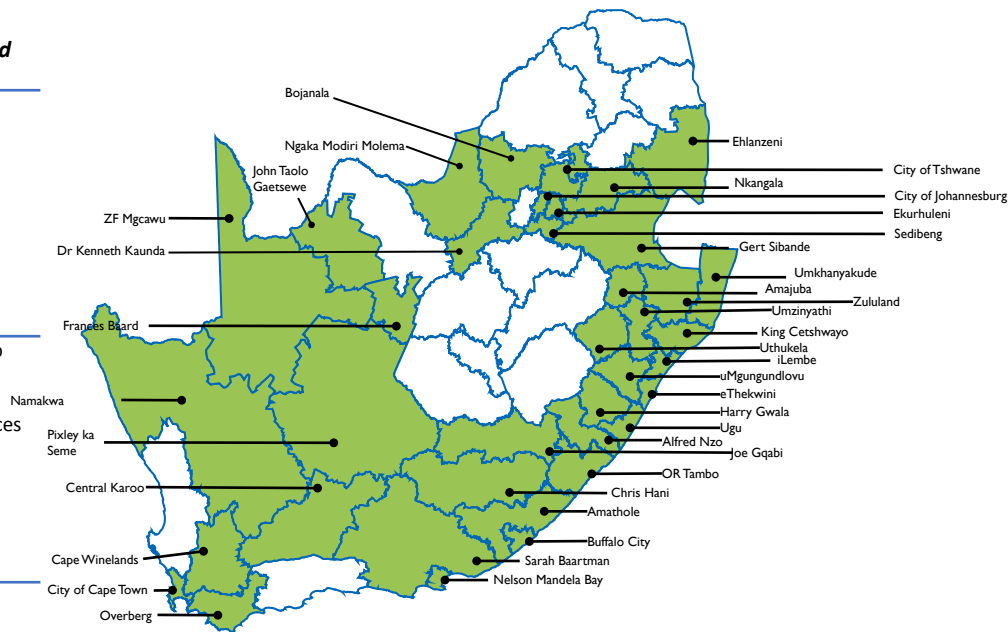 d
ces
Bojanala
Ngaka Modiri Molema
John Taolo
Gaetsewe
ZF Mgcawu
Dr Kenneth Kaunda
Frances Baard
Namakwa
Pixley ka
Seme
Central Karoo
Cape Winelands
City of Cape Town
Overberg
Ehlanzeni
City of Tshwane
Nkangala
City of Johannesburg
Ekurhuleni
Sedibeng
Gert Sibande
Umkhanyakude
Amajuba
Zululand
Umzinyathi
King Cetshwayo
Uthukela
iLembe
uMgungundlovu
eThekwini
Harry Gwala
Ugu
Alfred Nzo
Joe Gqabi
OR Tambo
Chris Hani
Amathole
Buffalo City
Sarah Baartman
Nelson Mandela Bay